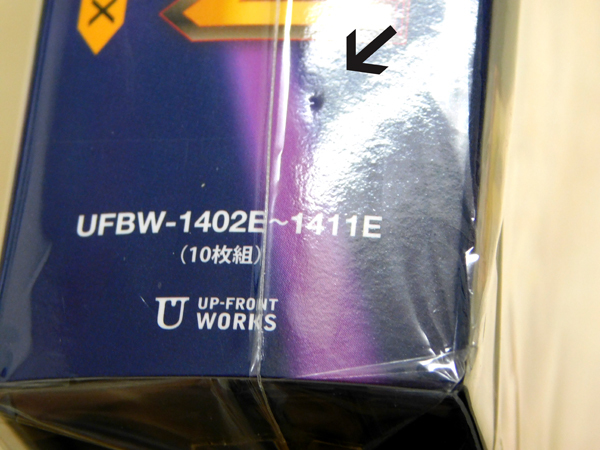 UFBW-1402E~1411E
(10枚組)
UP-FRONT
WORKS